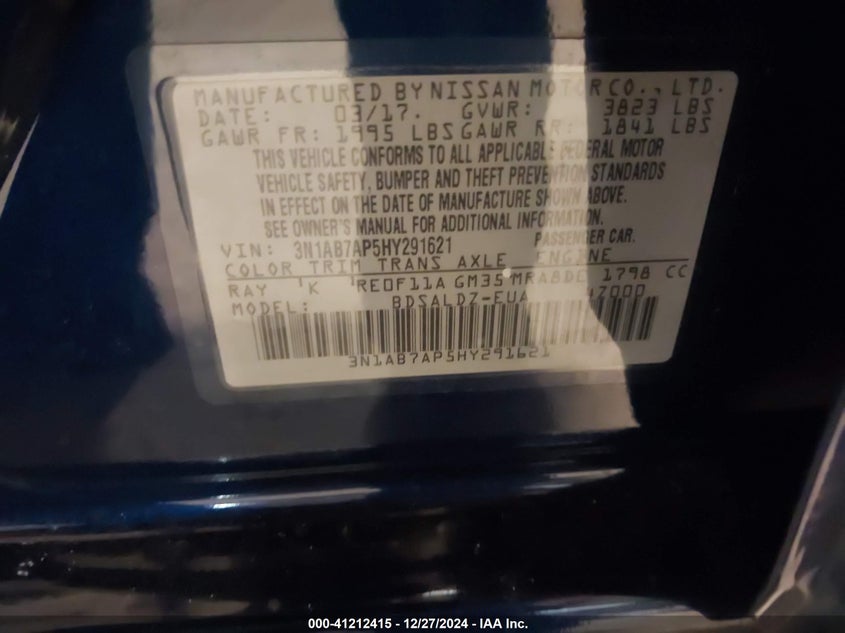 MANUFACTURED BY NISSAN MOTOR CO., LTD.
DATE: 03/17. GVWR: 3823 LBS
GAWR FR: 1995 LBS GAWR RR: 1841 LBS
THIS VEHICLE CONFORMS TO ALL APPLICABLE FEDERAL MOTOR
VEHICLE SAFETY, BUMPER AND THEFT PREVENTION STANDARDS
IN EFFECT ON THE DATE OF MANUFACTURE SHOWN ABOVE.
SEE OWNER'S MANUAL FOR ADDITIONAL INFORMATION.
VIN: 3N1AB7AP5HY291621 PASSENGER CAR.
COLOR TRIM TRANS AXLE ENGINE
RAY 'K 'RE0F11A GM35 MRA8DE 1798 CC
MODEL: BDSALDZ-EUA
3N1AB7AP5HY291621
000-41212415 - 12/27/2024 - IAA Inc.